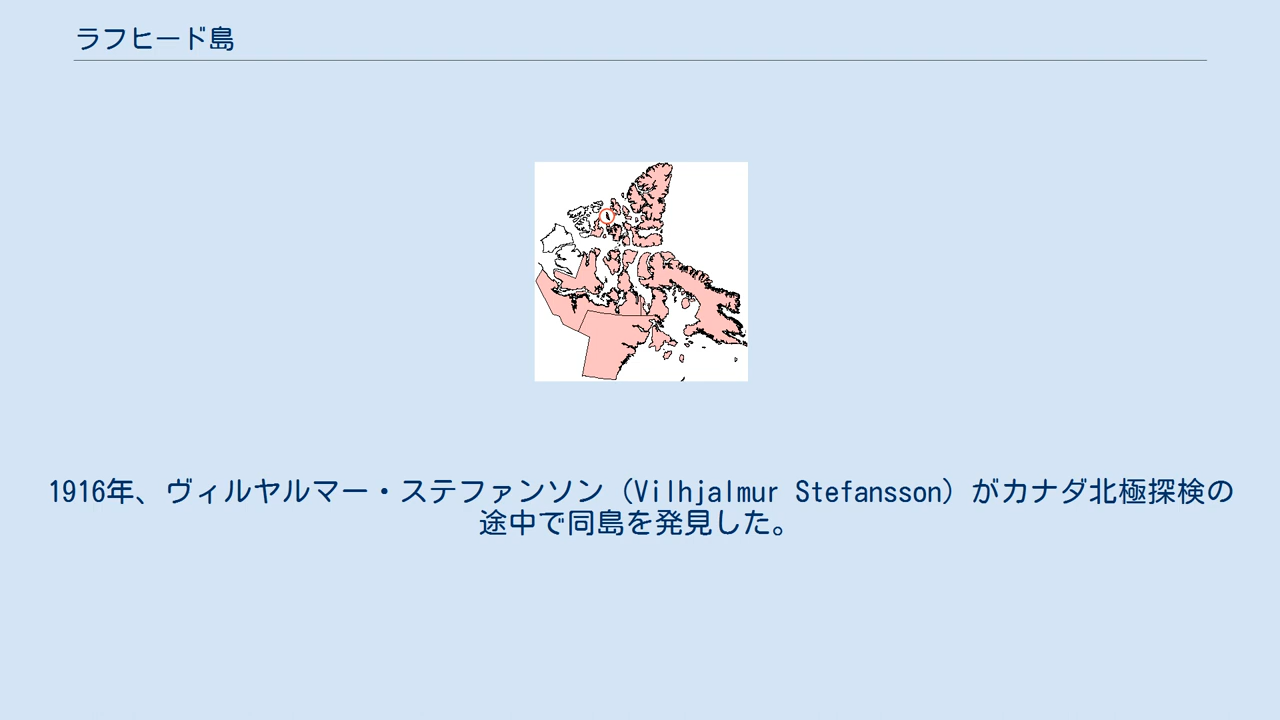 ラフヒード島
1916年、ヴィルヤルマー・ステファンソン（Vilhjalmur Stefansson）がカナダ北極探検の
途中で同島を発見した。